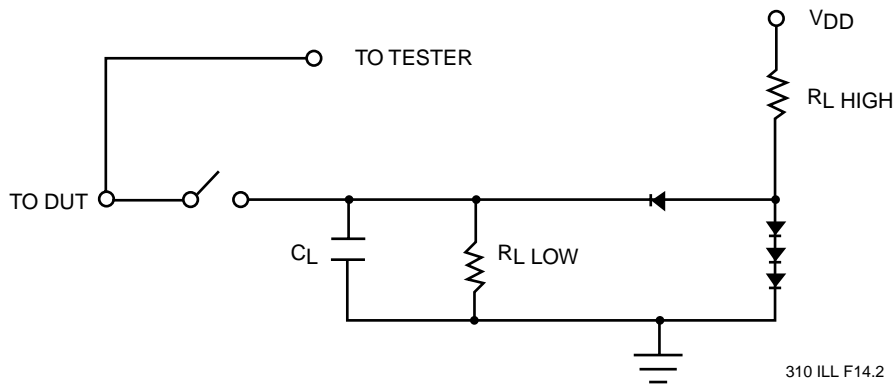 VDD
TO TESTER
RL HIGH
TO DUT
CL
RL LOW
310 ILL F14.2